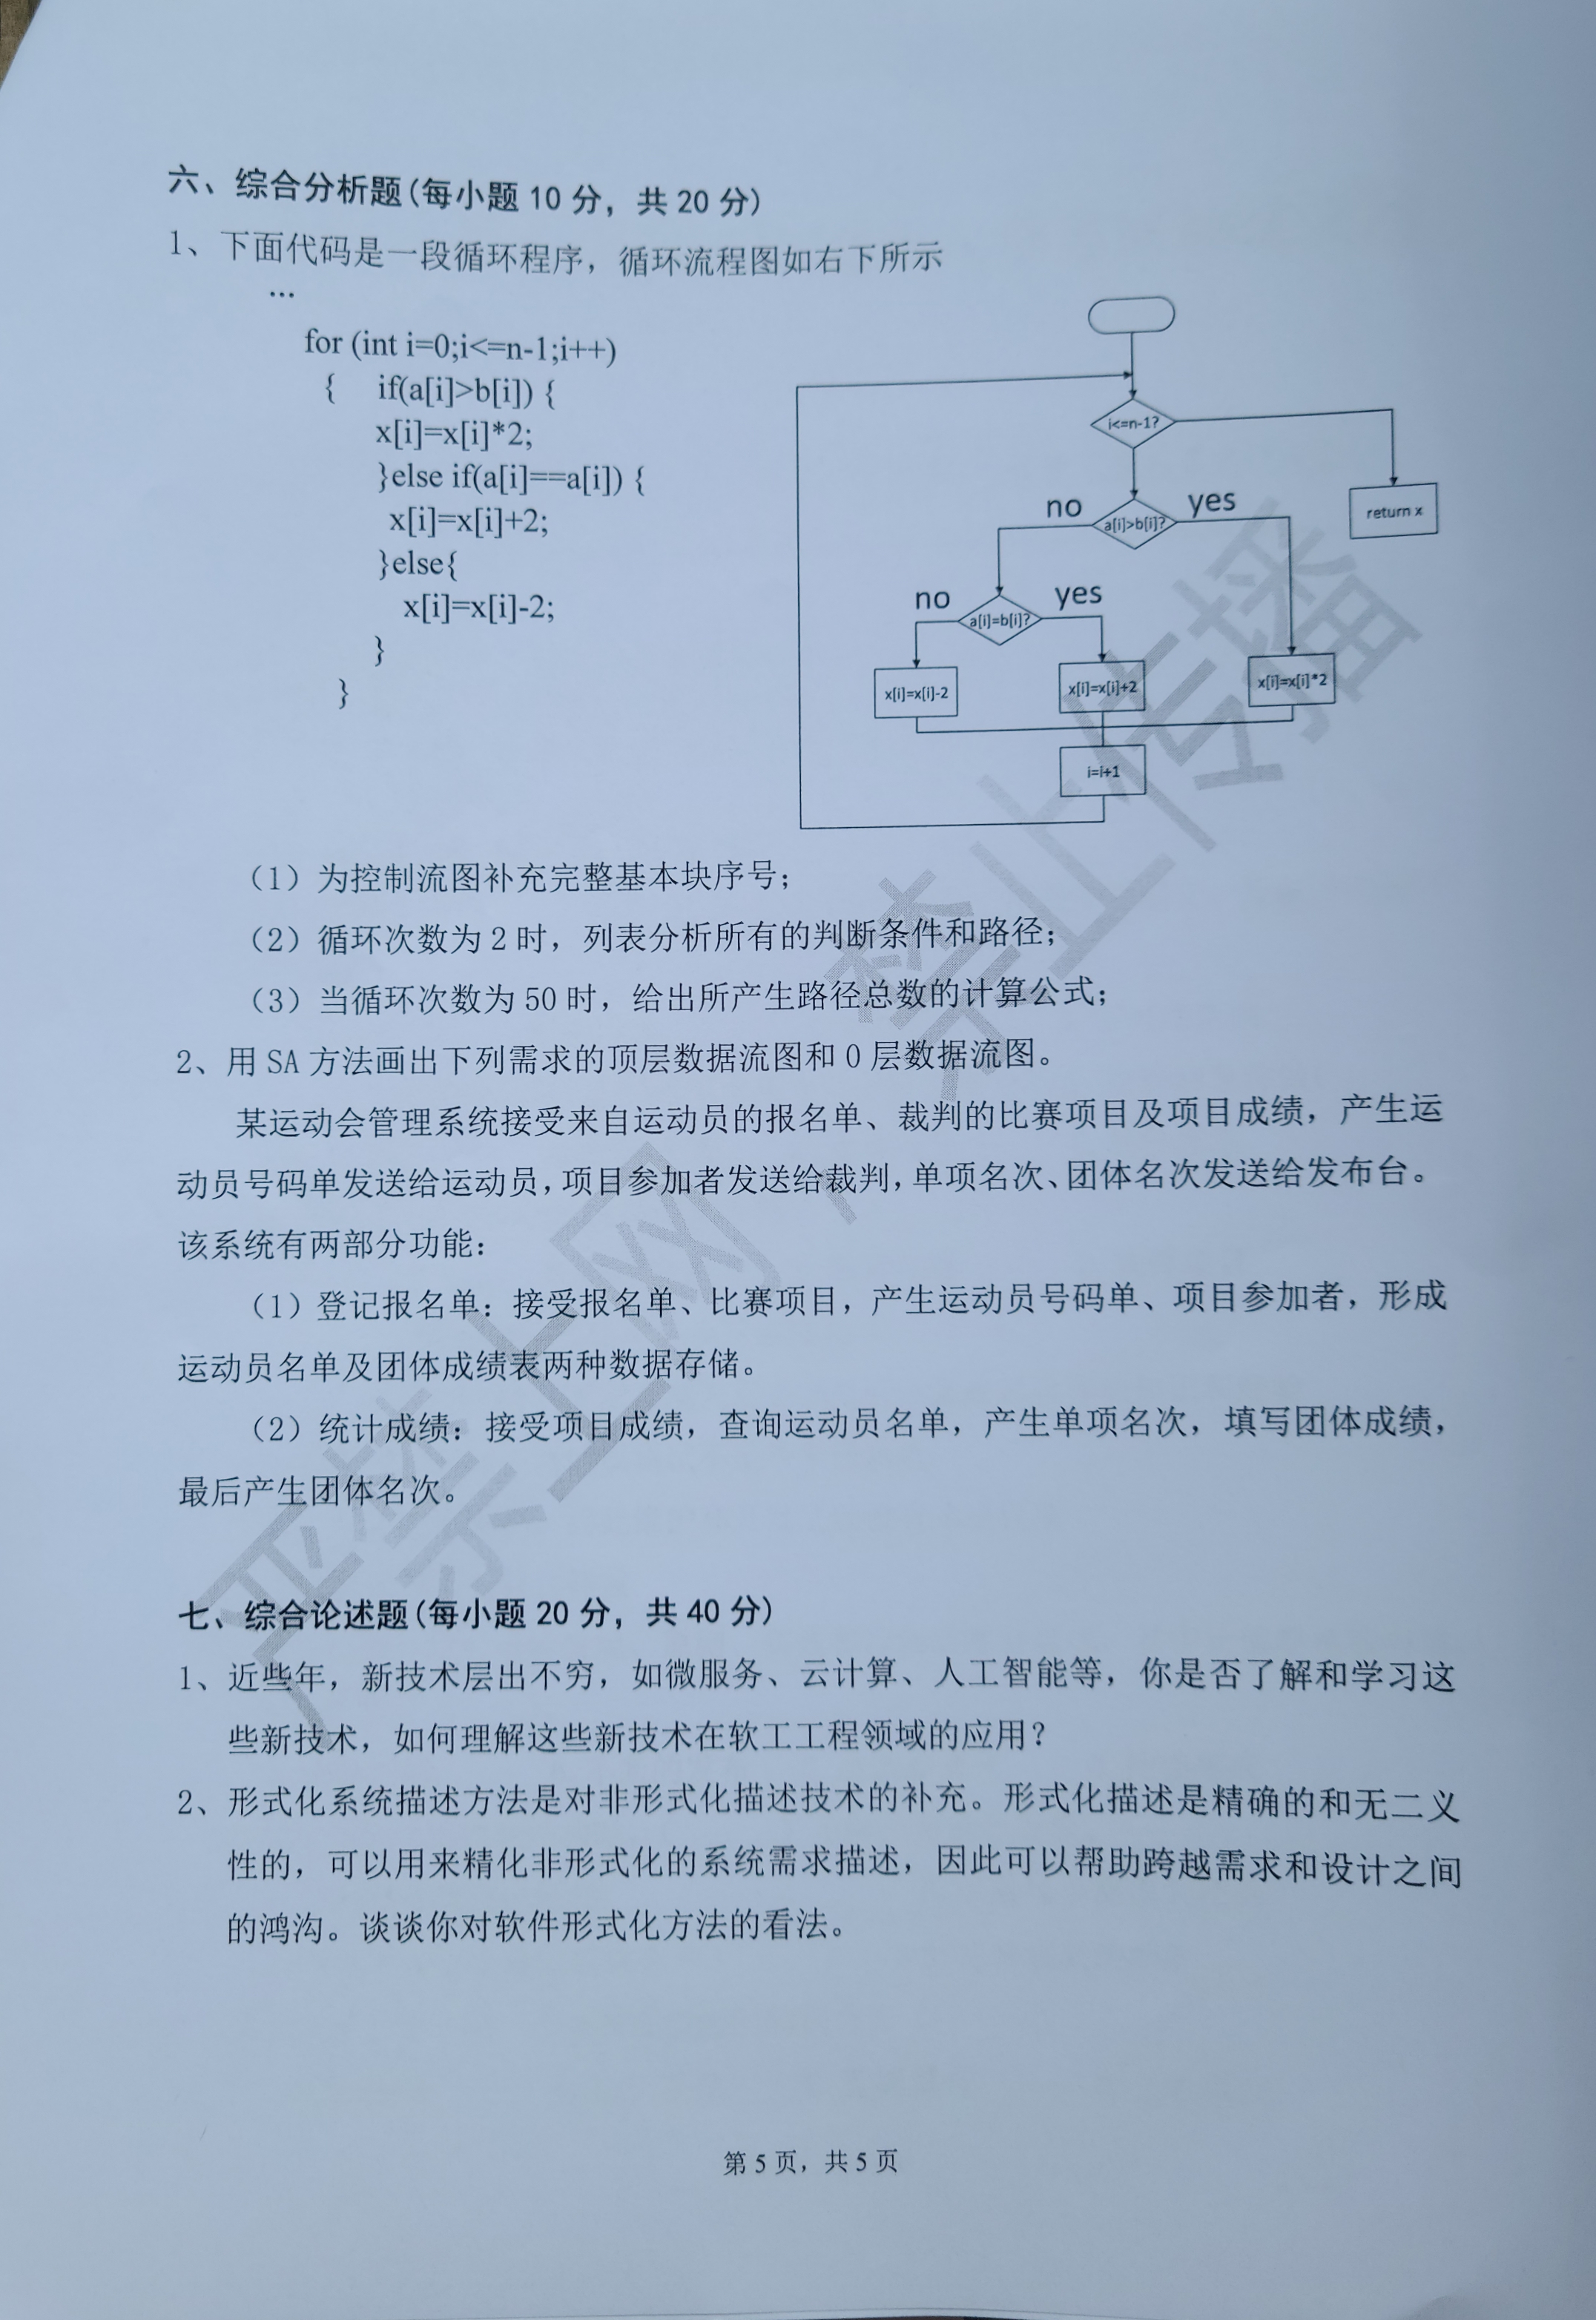 六、综合分析题(每小题 10 分，共 20 分)
1、下面代码是一段循环程序，循环流程图如右下所示
…
for (int i=0;i<=n-1;i++)
{ if(a[i]>b[i]) {
x[i]=x[i]*2;
}else if(a[i]==a[i]) {
x[i]=x[i]+2;
}else{
x[i]=x[i]-2;
}
}
i<=n-1?
return x
no
a[i]>b[i]?
yes
no
a[i]=b[i]?
yes
x[i]=x[i]-2
x[i]=x[i]+2
x[i]=x[i]*2
i=i+1
（1）为控制流图补充完整基本块序号；
（2）循环次数为 2 时，列表分析所有的判断条件和路径；
（3）当循环次数为 50 时，给出所产生路径总数的计算公式；
2、用 SA 方法画出下列需求的顶层数据流图和 0 层数据流图。
某运动会管理系统接受来自运动员的报名单、裁判的比赛项目及项目成绩，产生运
动员号码单发送给运动员，项目参加者发送给裁判，单项名次、团体名次发送给发布台。
该系统有两部分功能：
（1）登记报名单：接受报名单、比赛项目，产生运动员号码单、项目参加者，形成
运动员名单及团体成绩表两种数据存储。
（2）统计成绩：接受项目成绩，查询运动员名单，产生单项名次，填写团体成绩，
最后产生团体名次。
七、综合论述题(每小题 20 分，共 40 分)
1、近些年，新技术层出不穷，如微服务、云计算、人工智能等，你是否了解和学习这
些新技术，如何理解这些新技术在软工工程领域的应用？
2、形式化系统描述方法是对非形式化描述技术的补充。形式化描述是精确的和无二义
性的，可以用来精化非形式化的系统需求描述，因此可以帮助跨越需求和设计之间
的鸿沟。谈谈你对软件形式化方法的看法。
第 5 页，共 5 页
严禁上网，禁止传播